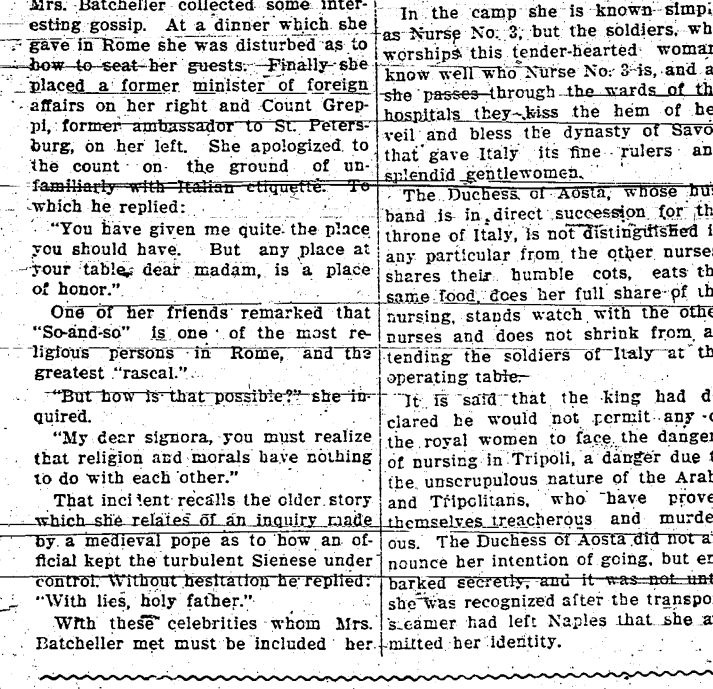 Mrs. Batcheller collected some inter-
esting gossip. At a dinner which she
gave in Rome she was disturbed as to
how to seat her guests. Finally she
placed a former minister of foreign
affairs on her right and Count Grep-
pi, former ambassador to St. Peters-
burg, on her left. She apologized to
the count on the ground of un-
familiarly with Italian etiquette. To
which he replied:
"You have given me quite the place
you should have. But any place at
your table, dear madam, is a place
of honor."
One of her friends remarked that
"So-and-so" is one of the most re-
ligious persons in Rome, and the
greatest "rascal."
"But how is that possible?" she in-
quired.
"My dear signora, you must realize
that religion and morals have nothing
to do with each other."
That incident recalls the older story
which she relates of an inquiry made
by a medieval pope as to how an of-
ficial kept the turbulent Sienese under
control. Without hesitation he replied:
"With lies, holy father."
With these celebrities whom Mrs.
Batcheller met must be included her
In the camp she is known simpl
as Nurse No. 3, but the soldiers, wh
worships this tender-hearted woman
know well who Nurse No. 3 is, and a
she passes through the wards of th
hospitals they kiss the hem of he
veil and bless the dynasty of Savo
that gave Italy its fine rulers an
splendid gentlewomen.
The Duchess of Aosta, whose hus
band is in direct succession for th
throne of Italy, is not distinguished i
any particular from the other nurses
shares their humble cots, eats th
same food, does her full share of th
nursing, stands watch with the othe
nurses and does not shrink from a
tending the soldiers of Italy at th
operating table.
It is said that the king had d
clared he would not permit any o
the royal women to face the danger
of nursing in Tripoli, a danger due t
the unscrupulous nature of the Arab
and Tripolitans, who have prove
themselves treacherous and murder
ous. The Duchess of Aosta did not a
nounce her intention of going, but em
barked secretly, and it was not unt
she was recognized after the transpo
steamer had left Naples that she a
mitted her identity.